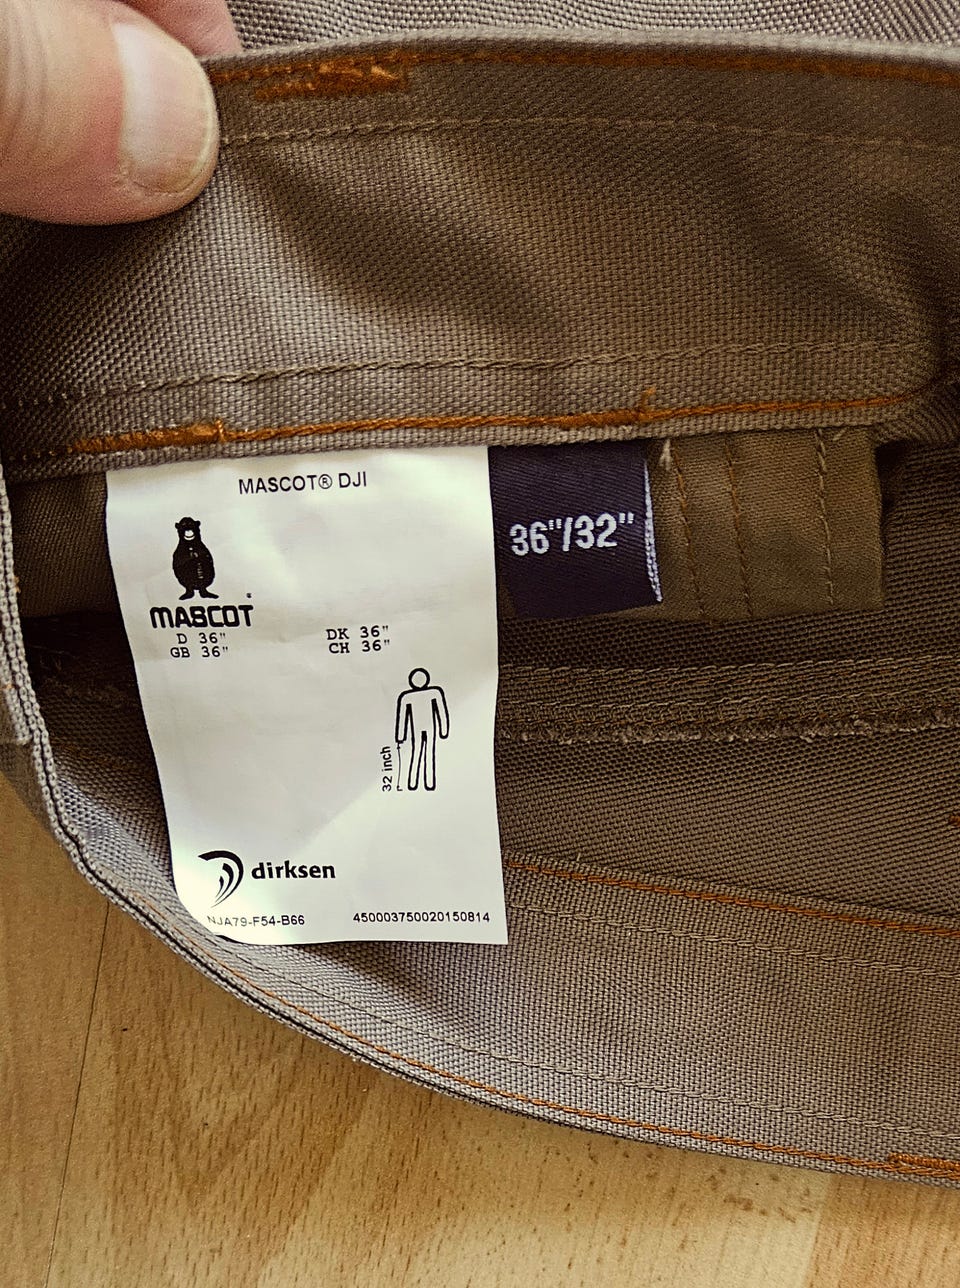 MASCOT® DJI
36"/32"
MASCOT
D 36"
GB 36"
DK 36"
CH 36"
32 inch
dirksen
NJA79-F54-B66
450003750020150814